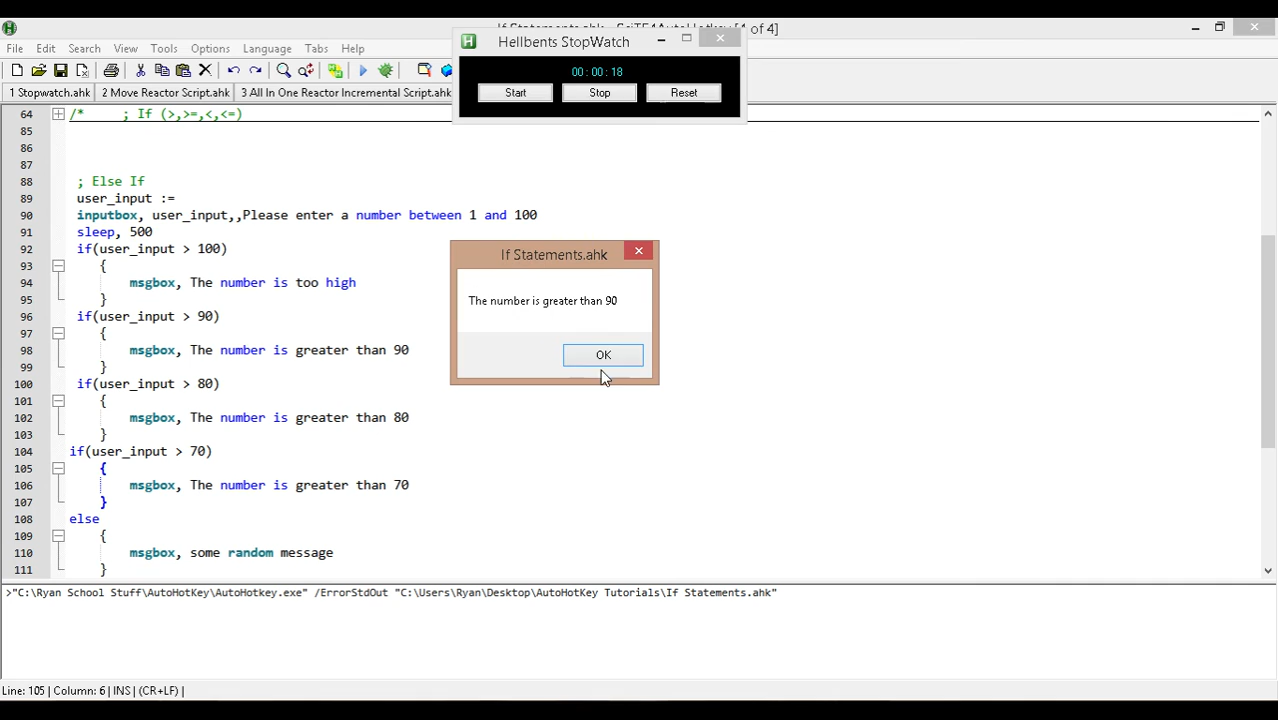 If Statements.ahk - SciTE4AutoHotkey [4 of 4]
Hellbents StopWatch
File Edit Search View Tools Options Language Tabs Help
00 : 00 : 18
Start Stop Reset
1 Stopwatch.ahk 2 Move Reactor Script.ahk 3 All In One Reactor Incremental Script.ahk
64 /* ; If (>,>=,<,<=)
85
86
87
88 ; Else If
89 user_input :=
90 inputbox, user_input,,Please enter a number between 1 and 100
91 sleep, 500
92 if(user_input > 100)
93 {
94 msgbox, The number is too high
95 }
96 if(user_input > 90)
97 {
98 msgbox, The number is greater than 90
99 }
100 if(user_input > 80)
101 {
102 msgbox, The number is greater than 80
103 }
104 if(user_input > 70)
105 {
106 msgbox, The number is greater than 70
107 }
108 else
109 {
110 msgbox, some random message
111 }
If Statements.ahk
The number is greater than 90
OK
>"C:\Ryan School Stuff\AutoHotKey\AutoHotkey.exe" /ErrorStdOut "C:\Users\Ryan\Desktop\AutoHotKey Tutorials\If Statements.ahk"
Line: 105 | Column: 6 | INS | (CR+LF) |